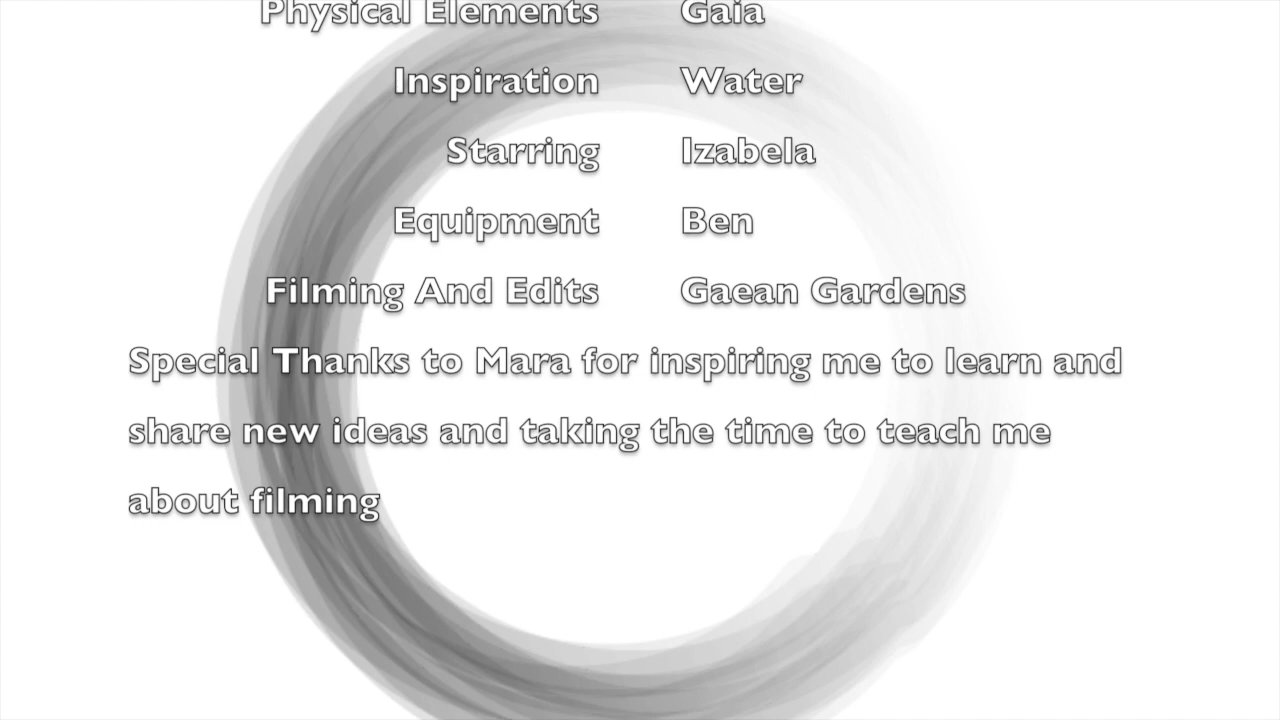 Physical Elements Gaia
Inspiration Water
Starring Izabela
Equipment Ben
Filming And Edits Gaean Gardens
Special Thanks to Mara for inspiring me to learn and
share new ideas and taking the time to teach me
about filming